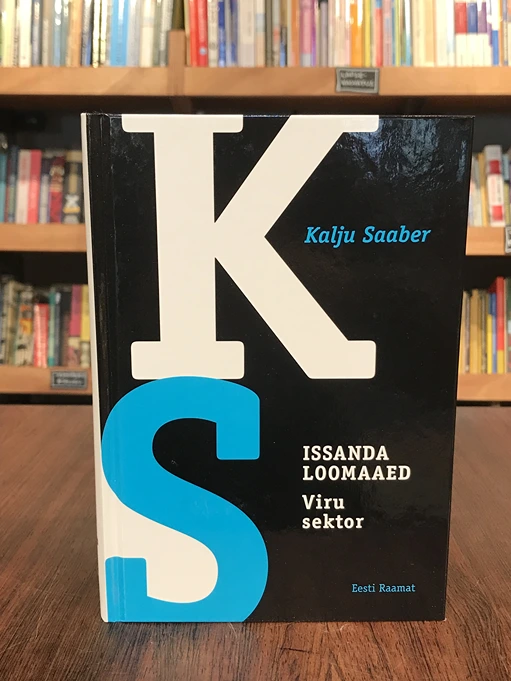 K
Kalju Saaber
S
ISSANDA
LOOMAAED
Viru
sektor
Eesti Raamat